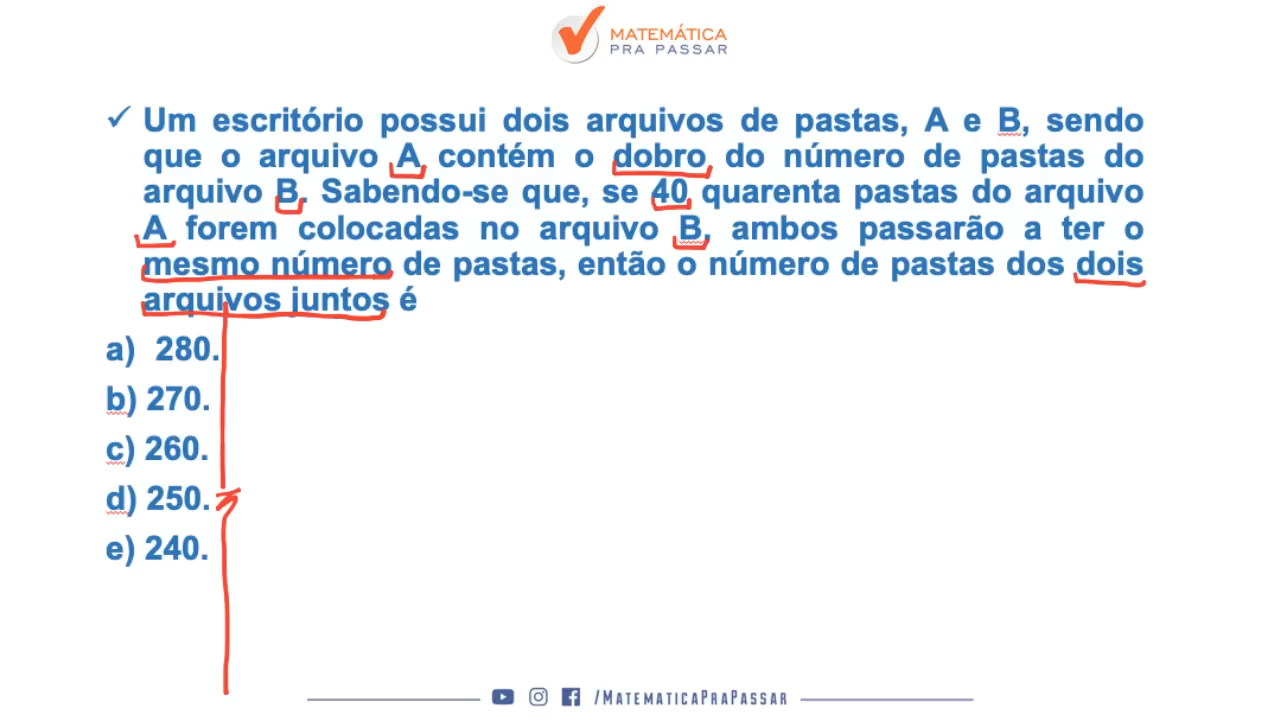 MATEMÁTICA
PRA PASSAR
✓ Um escritório possui dois arquivos de pastas, A e B, sendo
que o arquivo A contém o dobro do número de pastas do
arquivo B. Sabendo-se que, se 40 quarenta pastas do arquivo
A forem colocadas no arquivo B, ambos passarão a ter o
mesmo número de pastas, então o número de pastas dos dois
arquivos juntos é
a) 280.
b) 270.
c) 260.
d) 250.
e) 240.
/MATEMATICAPRAPASSAR